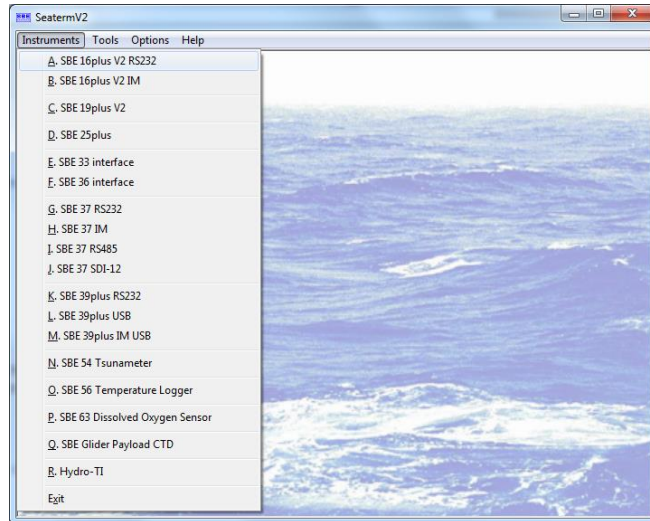 SeatermV2
Instruments Tools Options Help
A. SBE 16plus V2 RS232
B. SBE 16plus V2 IM
C. SBE 19plus V2
D. SBE 25plus
E. SBE 33 interface
F. SBE 36 interface
G. SBE 37 RS232
H. SBE 37 IM
I. SBE 37 RS485
J. SBE 37 SDI-12
K. SBE 39plus RS232
L. SBE 39plus USB
M. SBE 39plus IM USB
N. SBE 54 Tsunameter
O. SBE 56 Temperature Logger
P. SBE 63 Dissolved Oxygen Sensor
Q. SBE Glider Payload CTD
R. Hydro-TI
Exit